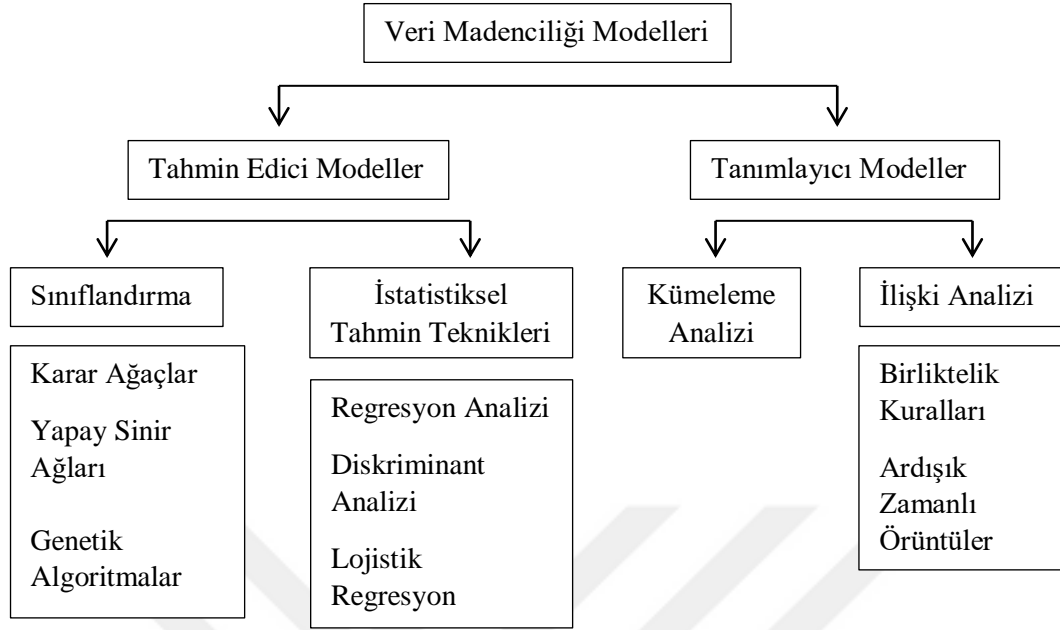 Veri Madenciliği Modelleri
Tahmin Edici Modeller
Tanımlayıcı Modeller
Sınıflandırma
İstatistiksel
Tahmin Teknikleri
Kümeleme
Analizi
İlişki Analizi
Karar Ağaçlar
Yapay Sinir
Ağları
Genetik
Algoritmalar
Regresyon Analizi
Diskriminant
Analizi
Lojistik
Regresyon
Birliktelik
Kuralları
Ardışık
Zamanlı
Örüntüler